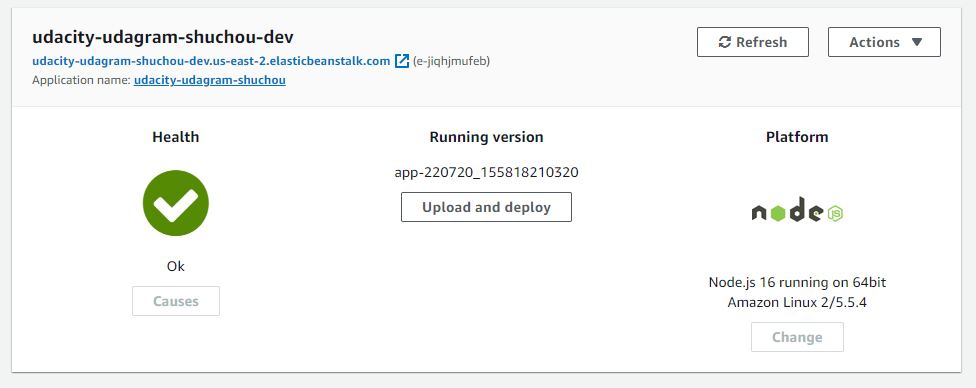 udacity-udagram-shuchou-dev
udacity-udagram-shuchou-dev.us-east-2.elasticbeanstalk.com (e-jiqhjmufeb)
Application name: udacity-udagram-shuchou
Refresh
Actions
Health
Ok
Causes
Running version
app-220720_155818210320
Upload and deploy
Platform
node
JS
Node.js 16 running on 64bit
Amazon Linux 2/5.5.4
Change